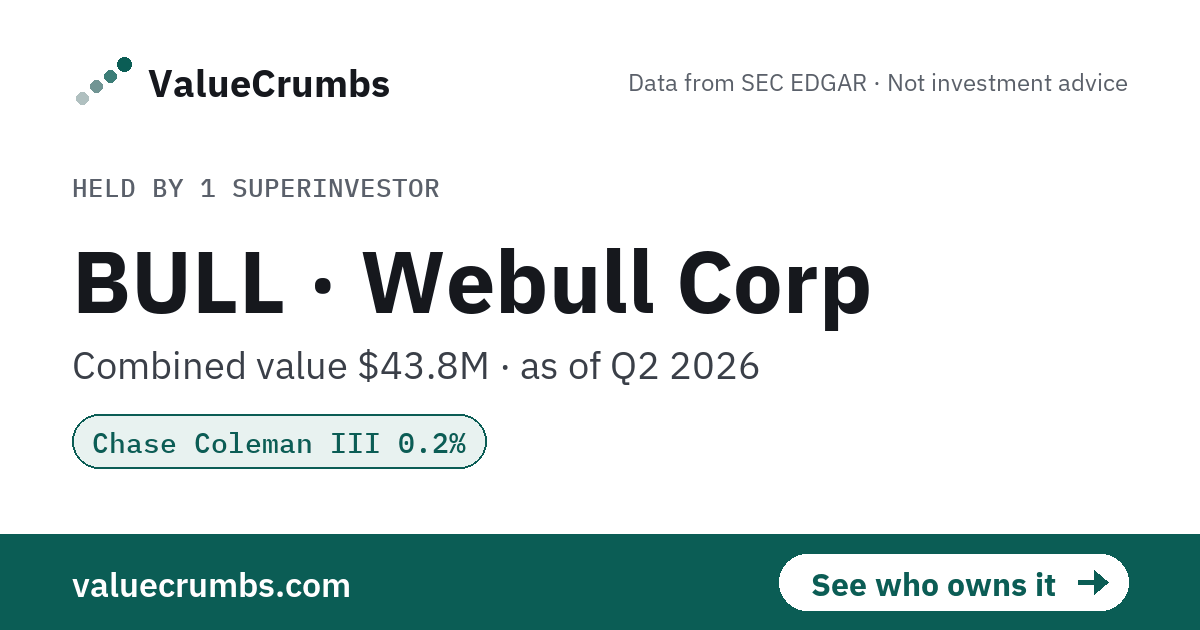 ValueCrumbs
Data from SEC EDGAR · Not investment advice
HELD BY 1 SUPERINVESTOR
BULL · Webull Corp
Combined value $43.8M · as of Q2 2026
Chase Coleman III 0.2%
valuecrumbs.com
See who owns it →